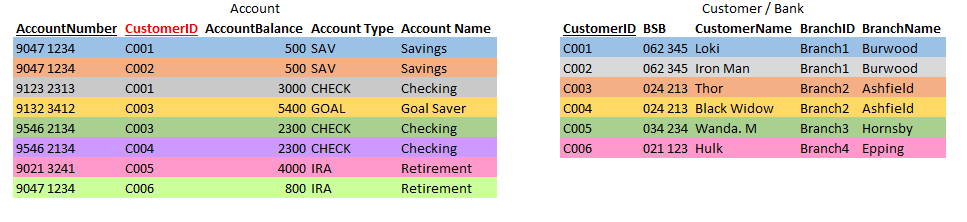 Account
AccountNumber CustomerID AccountBalance Account Type Account Name
9047 1234 C001 500 SAV Savings
9047 1234 C002 500 SAV Savings
9123 2313 C001 3000 CHECK Checking
9132 3412 C003 5400 GOAL Goal Saver
9546 2134 C003 2300 CHECK Checking
9546 2134 C004 2300 CHECK Checking
9021 3241 C005 4000 IRA Retirement
9047 1234 C006 800 IRA Retirement
Customer / Bank
CustomerID BSB CustomerName BranchID BranchName
C001 062 345 Loki Branch1 Burwood
C002 062 345 Iron Man Branch1 Burwood
C003 024 213 Thor Branch2 Ashfield
C004 024 213 Black Widow Branch2 Ashfield
C005 034 234 Wanda. M Branch3 Hornsby
C006 021 123 Hulk Branch4 Epping